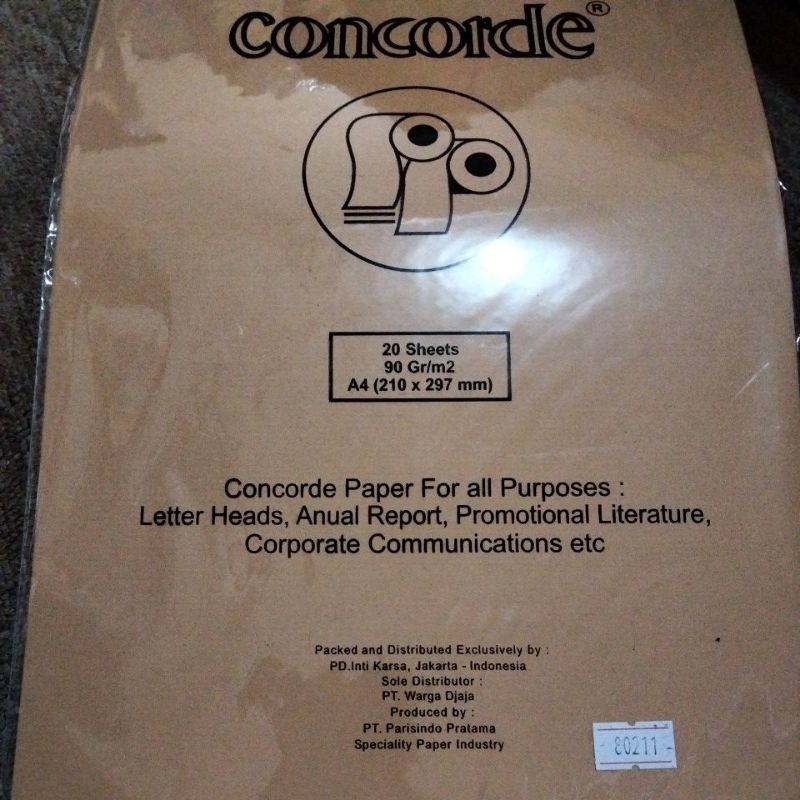 concorde®
20 Sheets
90 Gr/m2
A4 (210 x 297 mm)
Concorde Paper For all Purposes :
Letter Heads, Anual Report, Promotional Literature,
Corporate Communications etc
Packed and Distributed Exclusively by :
PD.Inti Karsa, Jakarta - Indonesia
Sole Distributor :
PT. Warga Djaja
Produced by :
PT. Parisindo Pratama
Speciality Paper Industry
80211